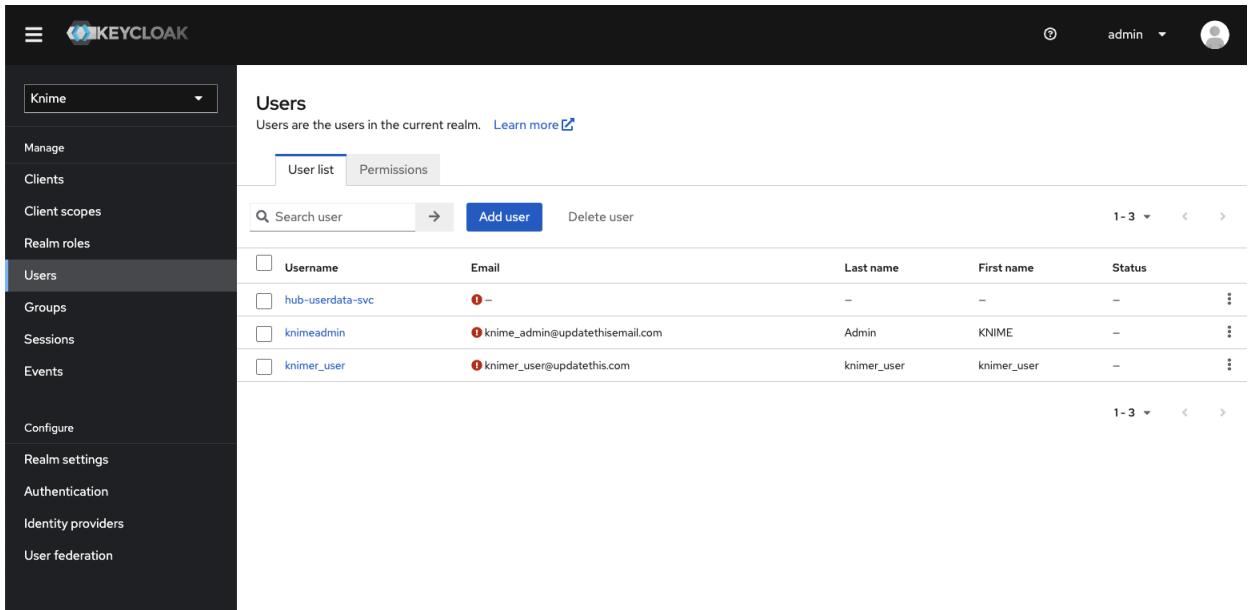 KEYCLOAK
admin
Knime
Manage
Clients
Client scopes
Realm roles
Users
Groups
Sessions
Events
Configure
Realm settings
Authentication
Identity providers
User federation
Users
Users are the users in the current realm. Learn more
User list Permissions
Search user Add user Delete user 1 - 3
Username Email Last name First name Status
hub-userdata-svc – – – –
knimeadmin knime_admin@updatethisemail.com Admin KNIME –
knimer_user knimer_user@updatethis.com knimer_user knimer_user –
1 - 3